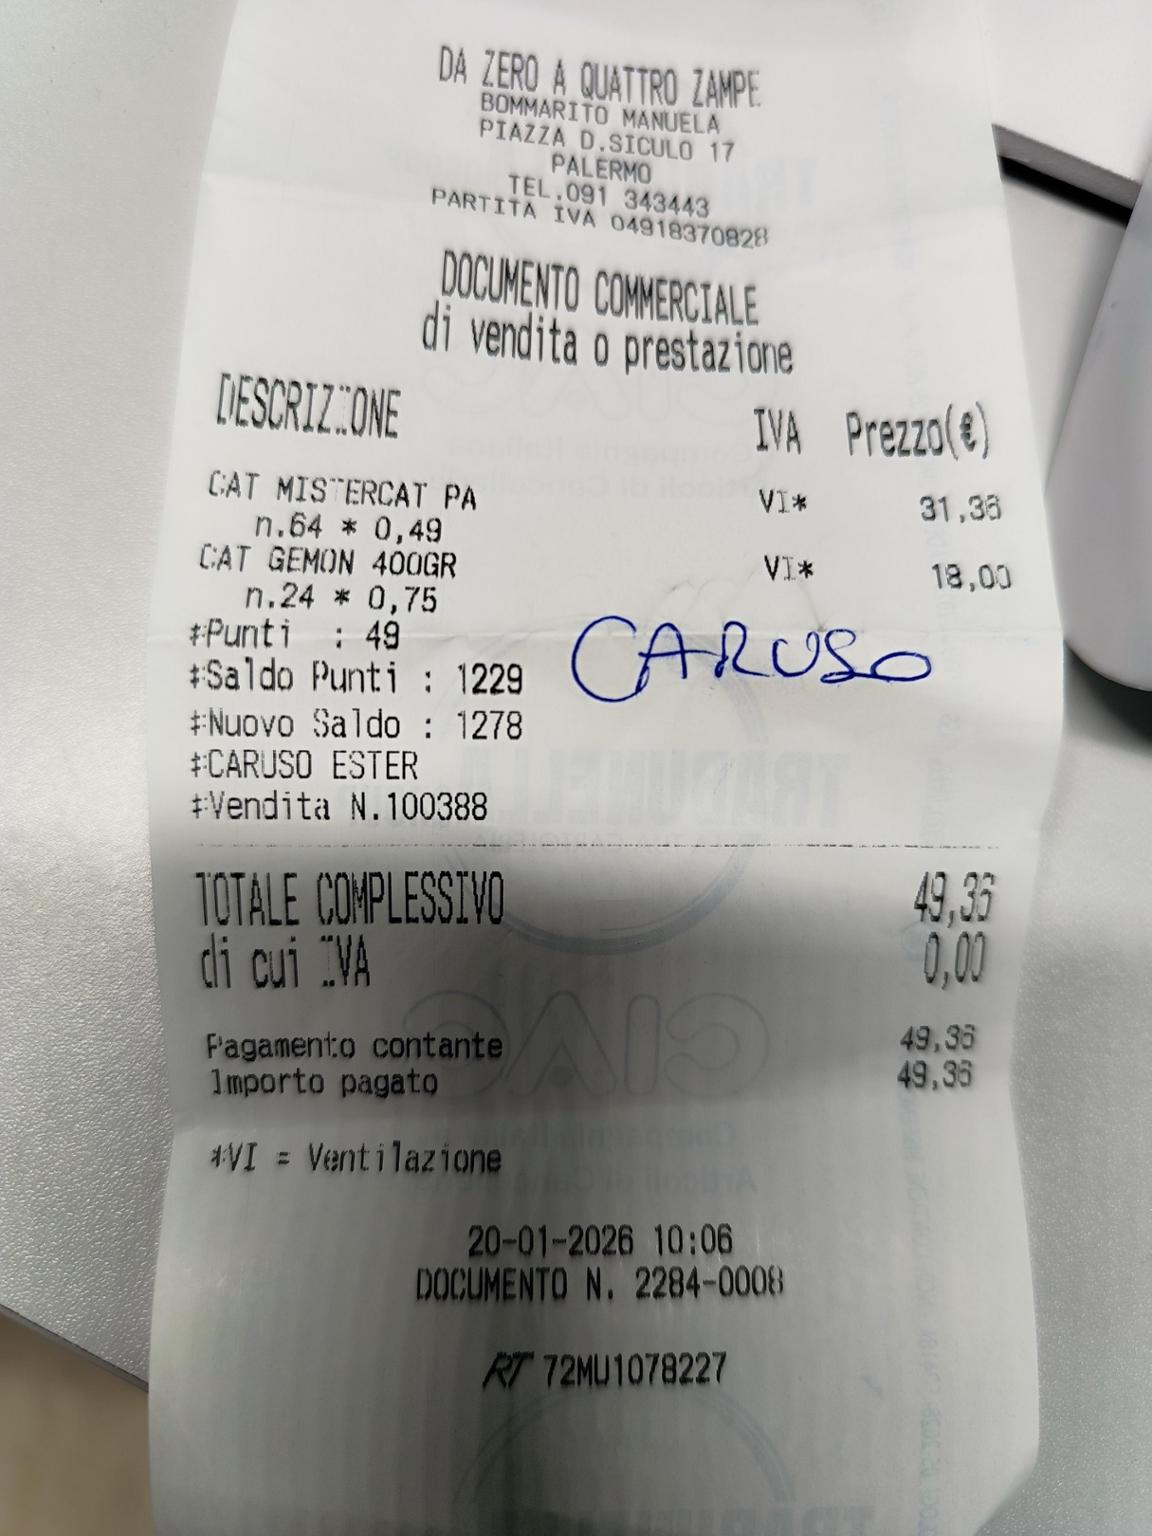 DA ZERO A QUATTRO ZAMPE
BOMMARITO MANUELA
PIAZZA D.SICULO 17
PALERMO
TEL.091 343443
PARTITA IVA 04918370828
DOCUMENTO COMMERCIALE
di vendita o prestazione
DESCRIZIONE IVA Prezzo(€)
CAT MISTERCAT PA VI* 31,36
n.64 * 0,49
CAT GEMON 400GR VI* 18,00
n.24 * 0,75
#Punti : 49
CARUSO
#Saldo Punti : 1229
#Nuovo Saldo : 1278
#CARUSO ESTER
#Vendita N.100388
TOTALE COMPLESSIVO 49,36
di cui IVA 0,00
Pagamento contante 49,36
Importo pagato 49,36
*VI = Ventilazione
20-01-2026 10:06
DOCUMENTO N. 2284-0008
RT 72MU1078227